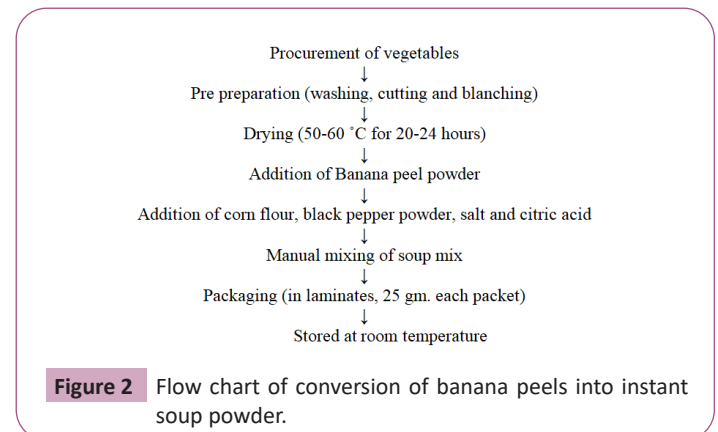 Procurement of vegetables
↓
Pre preparation (washing, cutting and blanching)
↓
Drying (50-60 ˚C for 20-24 hours)
↓
Addition of Banana peel powder
↓
Addition of corn flour, black pepper powder, salt and citric acid
↓
Manual mixing of soup mix
↓
Packaging (in laminates, 25 gm. each packet)
↓
Stored at room temperature
Figure 2 Flow chart of conversion of banana peels into instant
soup powder.